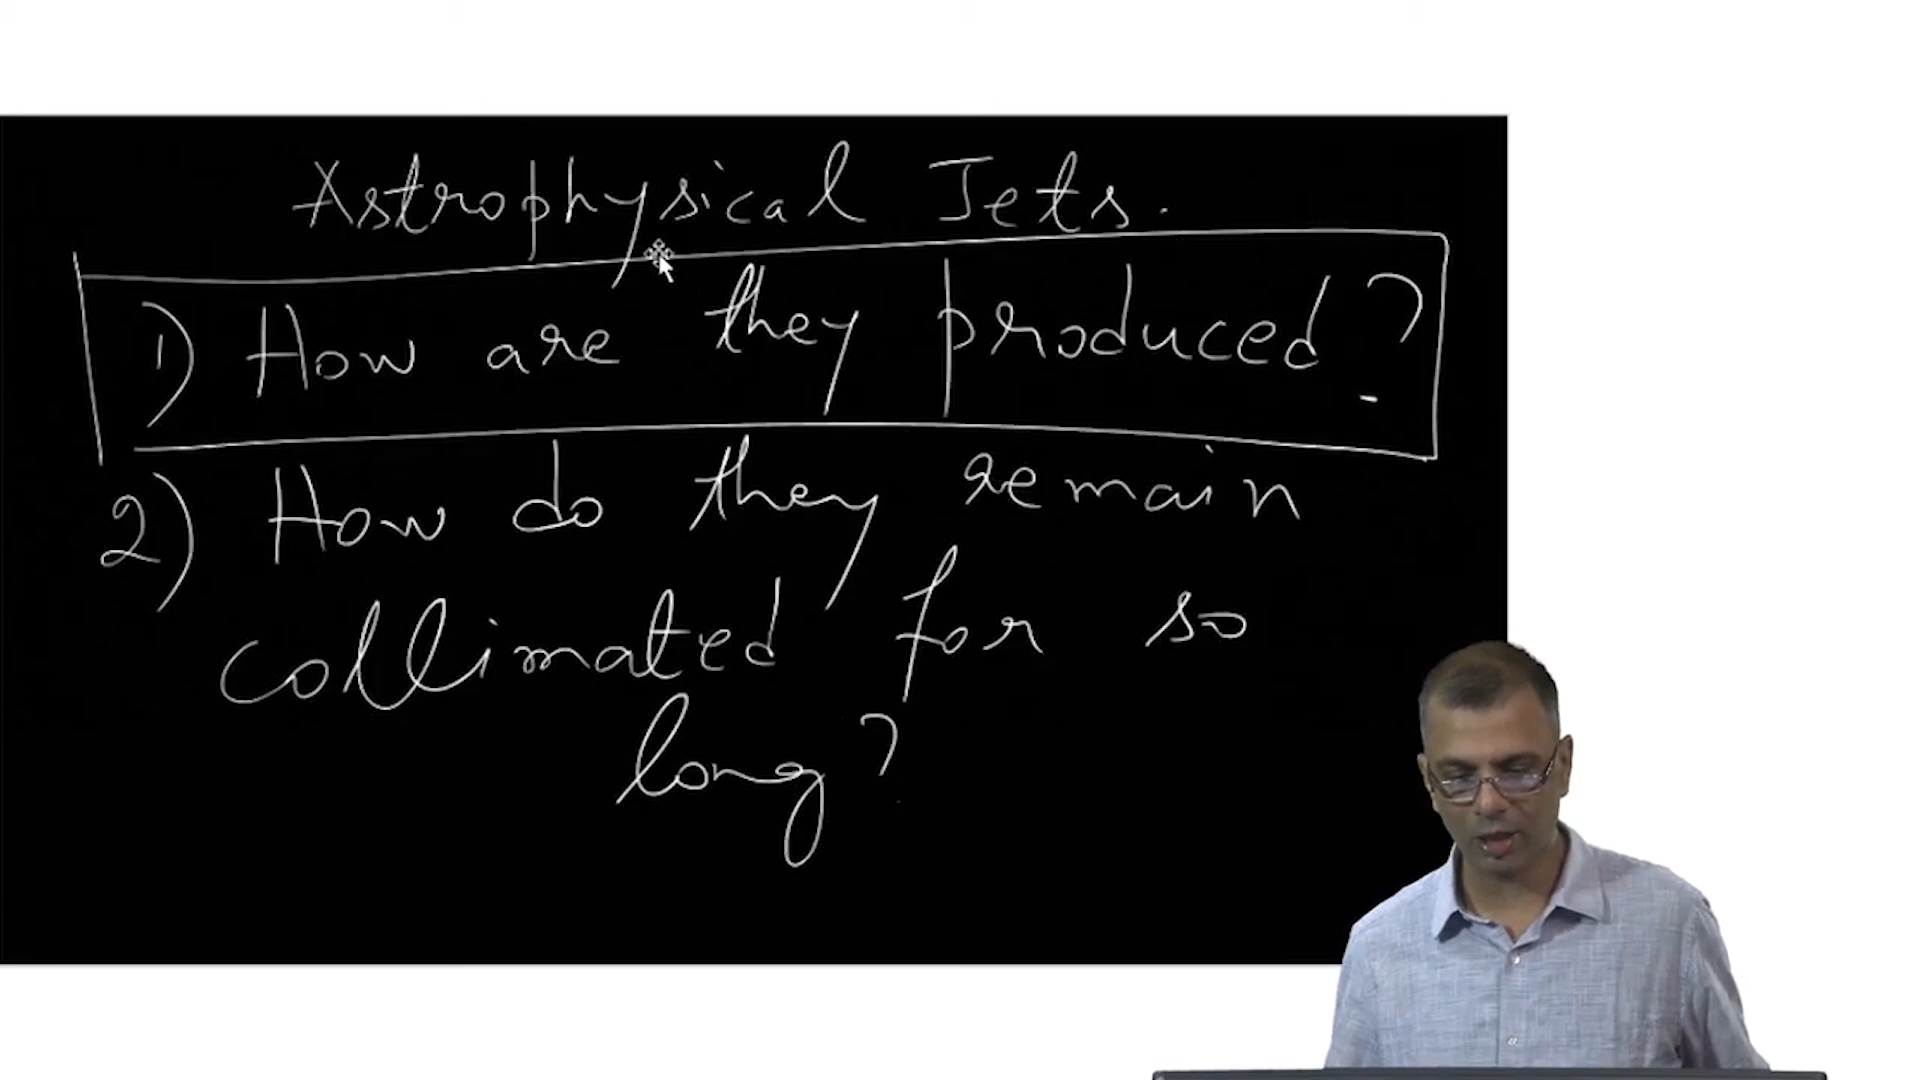 Astrophysical Jets.
1) How are they produced?
2) How do they remain
collimated for so
long?